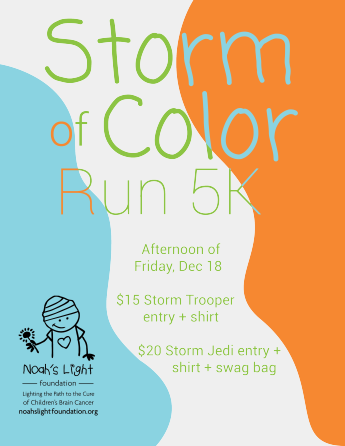 Storm
of Color
Run 5K
Afternoon of
Friday, Dec 18
$15 Storm Trooper
entry + shirt
$20 Storm Jedi entry +
shirt + swag bag
Noah's Light
foundation
Lighting the Path to the Cure
of Children's Brain Cancer
noahslightfoundation.org